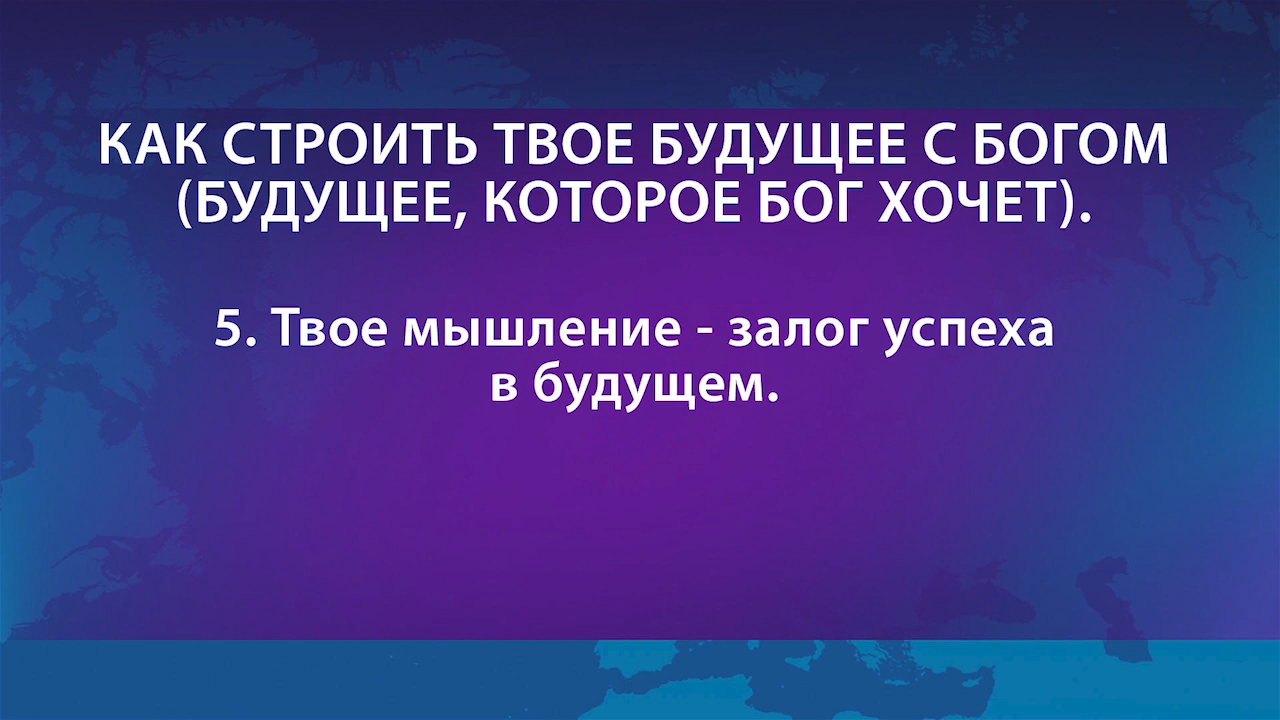 КАК СТРОИТЬ ТВОЕ БУДУЩЕЕ С БОГОМ
(БУДУЩЕЕ, КОТОРОЕ БОГ ХОЧЕТ).
5. Твое мышление - залог успеха
в будущем.